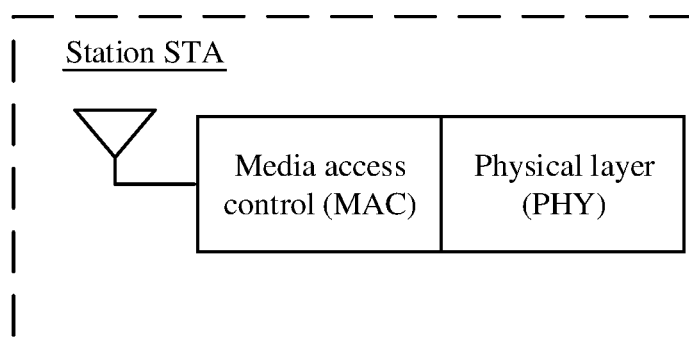 Station STA
Media access
control (MAC)
Physical layer
(PHY)